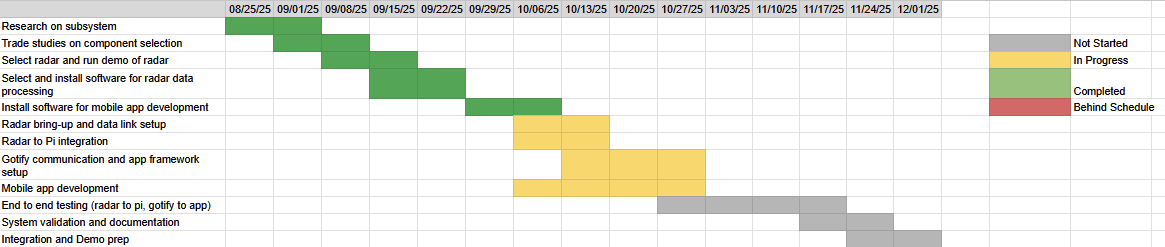 08/25/25 09/01/25 09/08/25 09/15/25 09/22/25 09/29/25 10/06/25 10/13/25 10/20/25 10/27/25 11/03/25 11/10/25 11/17/25 11/24/25 12/01/25
Research on subsystem
Trade studies on component selection
Not Started
Select radar and run demo of radar
In Progress
Select and install software for radar data
processing
Completed
Install software for mobile app development
Behind Schedule
Radar bring-up and data link setup
Radar to Pi integration
Gotify communication and app framework
setup
Mobile app development
End to end testing (radar to pi, gotify to app)
System validation and documentation
Integration and Demo prep